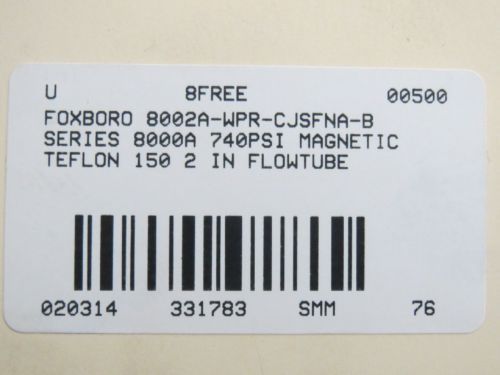 U 8FREE 00500
FOXBORO 8002A-WPR-CJSFNA-B
SERIES 8000A 740PSI MAGNETIC
TEFLON 150 2 IN FLOWTUBE
020314 331783 SMM 76